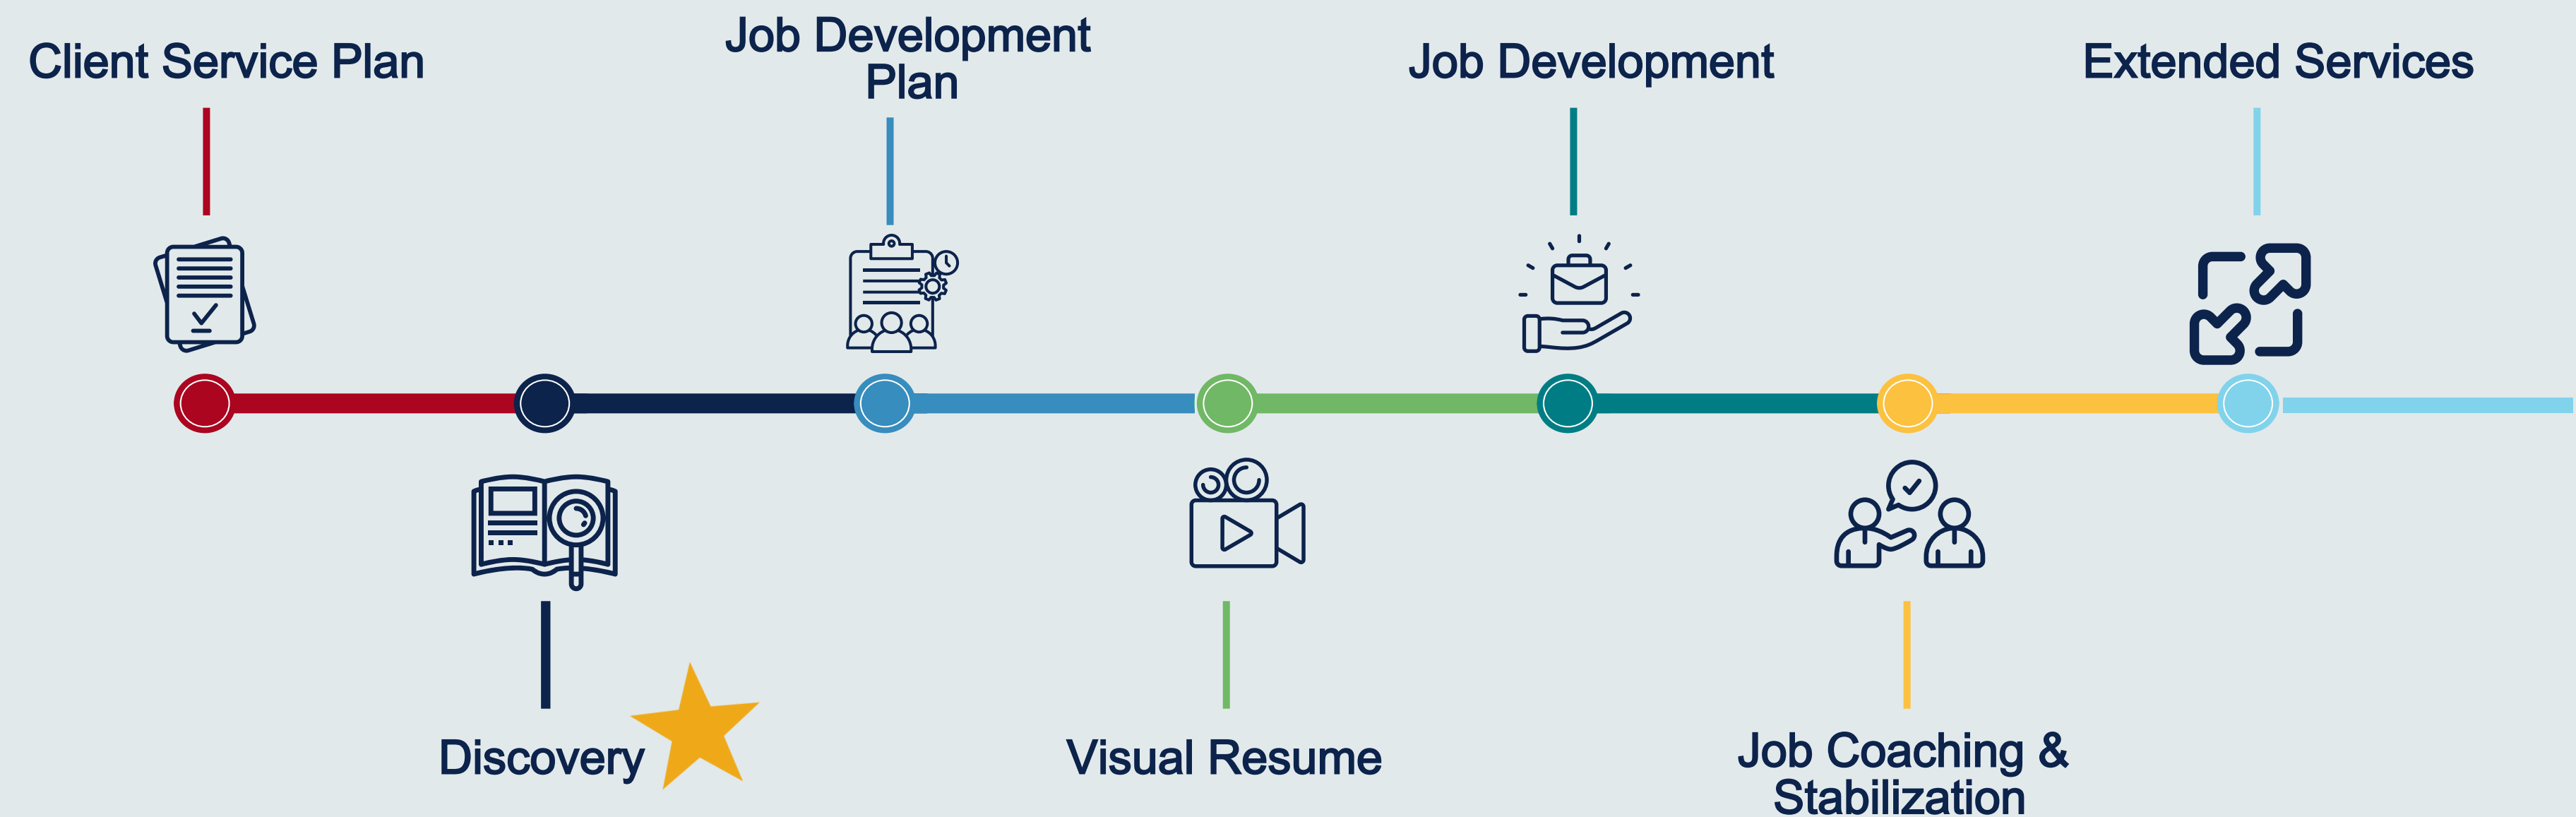 Client Service Plan
Discovery
Job Development
Plan
Visual Resume
Job Development
Job Coaching &
Stabilization
Extended Services